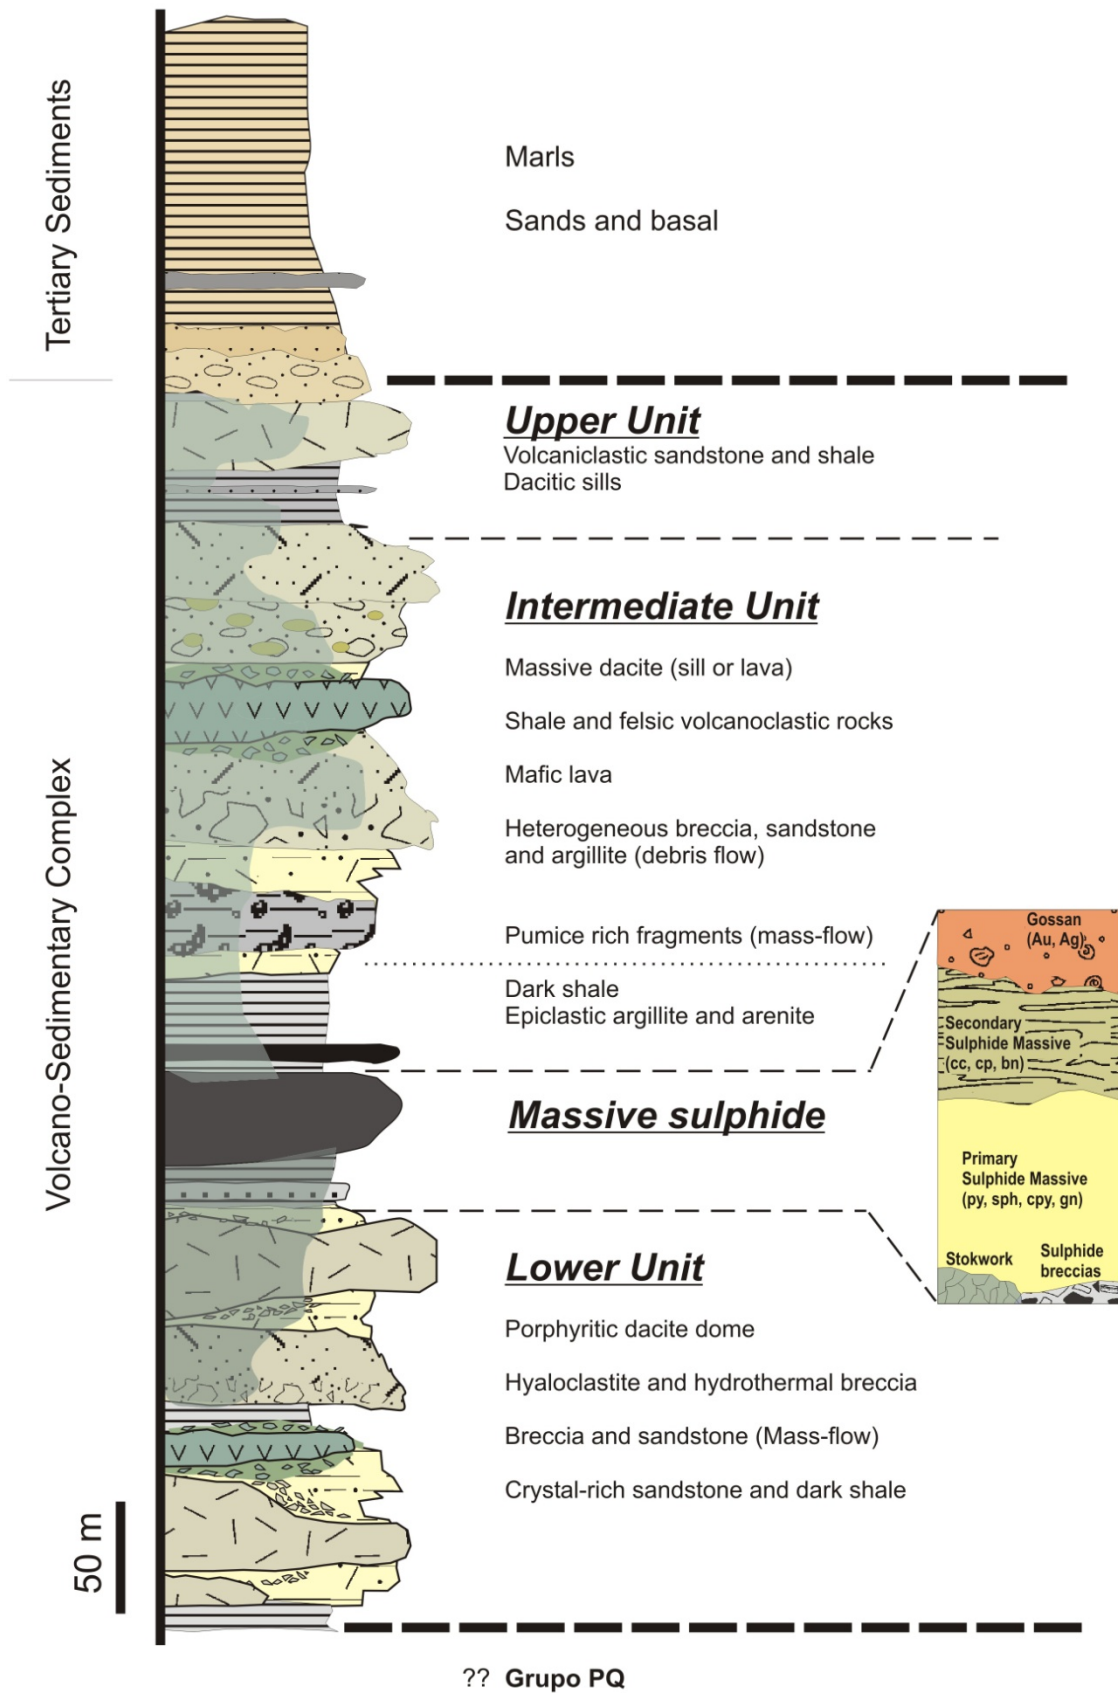 Tertiary Sediments
Marls
Sands and basal
Upper Unit
Volcaniclastic sandstone and shale
Dacitic sills
Volcano-Sedimentary Complex
Intermediate Unit
Massive dacite (sill or lava)
Shale and felsic volcanoclastic rocks
Mafic lava
Heterogeneous breccia, sandstone
and argillite (debris flow)
Pumice rich fragments (mass-flow)
Dark shale
Epiclastic argillite and arenite
Massive sulphide
Gossan
(Au, Ag)
Secondary
Sulphide Massive
(cc, cp, bn)
Primary
Sulphide Massive
(py, sph, cpy, gn)
Stokwork
Sulphide
breccias
Lower Unit
Porphyritic dacite dome
Hyaloclastite and hydrothermal breccia
Breccia and sandstone (Mass-flow)
Crystal-rich sandstone and dark shale
50 m
?? Grupo PQ